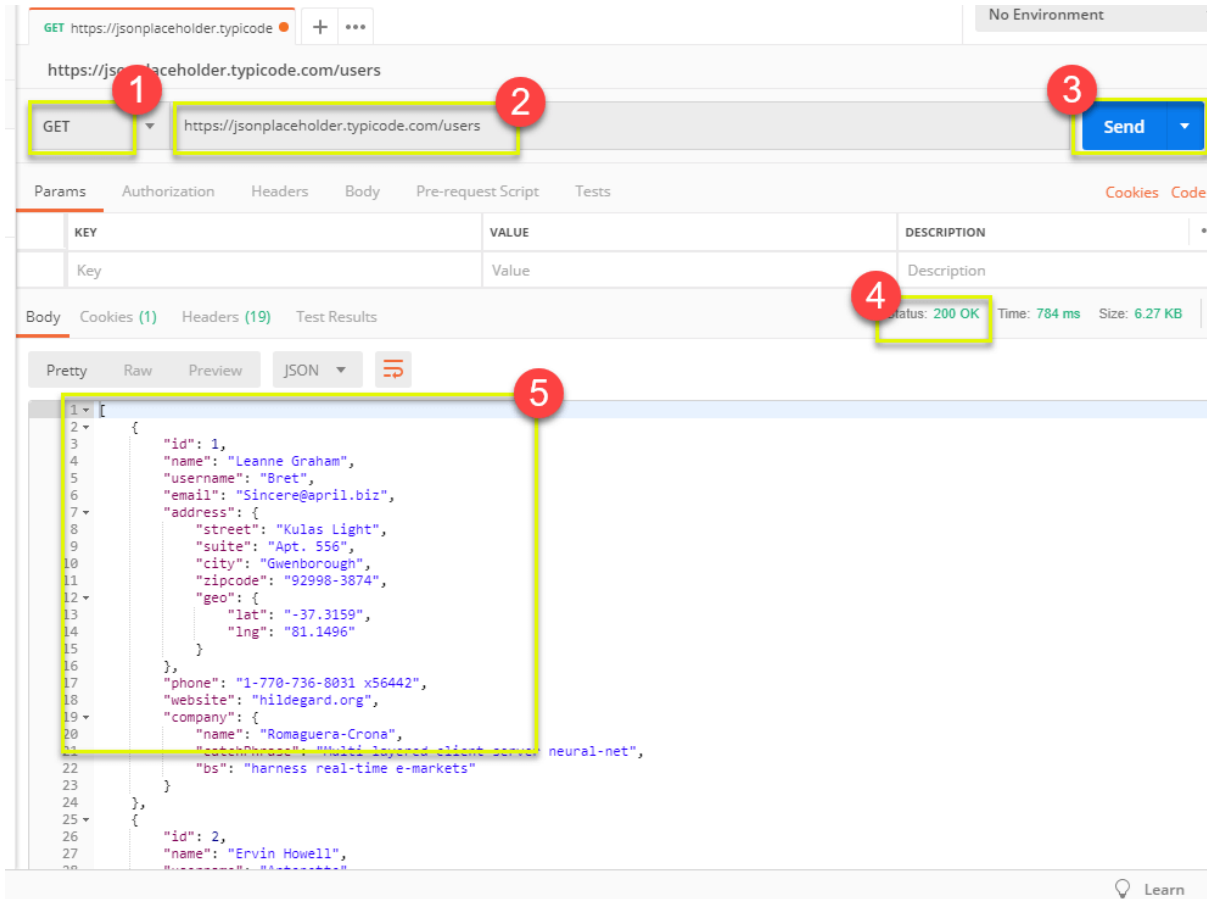 No Environment
GET https://jsonplaceholder.typicode
+ •••
https://jsonplaceholder.typicode.com/users
1
2
3
GET https://jsonplaceholder.typicode.com/users Send
Params Authorization Headers Body Pre-request Script Tests Cookies Code
KEY VALUE DESCRIPTION
Key Value Description
4
Body Cookies (1) Headers (19) Test Results Status: 200 OK Time: 784 ms Size: 6.27 KB
Pretty Raw Preview JSON
5
1 [
2 {
3 "id": 1,
4 "name": "Leanne Graham",
5 "username": "Bret",
6 "email": "Sincere@april.biz",
7 "address": {
8 "street": "Kulas Light",
9 "suite": "Apt. 556",
10 "city": "Gwenborough",
11 "zipcode": "92998-3874",
12 "geo": {
13 "lat": "-37.3159",
14 "lng": "81.1496"
15 }
16 },
17 "phone": "1-770-736-8031 x56442",
18 "website": "hildegard.org",
19 "company": {
20 "name": "Romaguera-Crona",
21 "catchPhrase": "Multi-layered client-server neural-net",
22 "bs": "harness real-time e-markets"
23 }
24 },
25 {
26 "id": 2,
27 "name": "Ervin Howell",
28 "username": "Antonette"
Learn